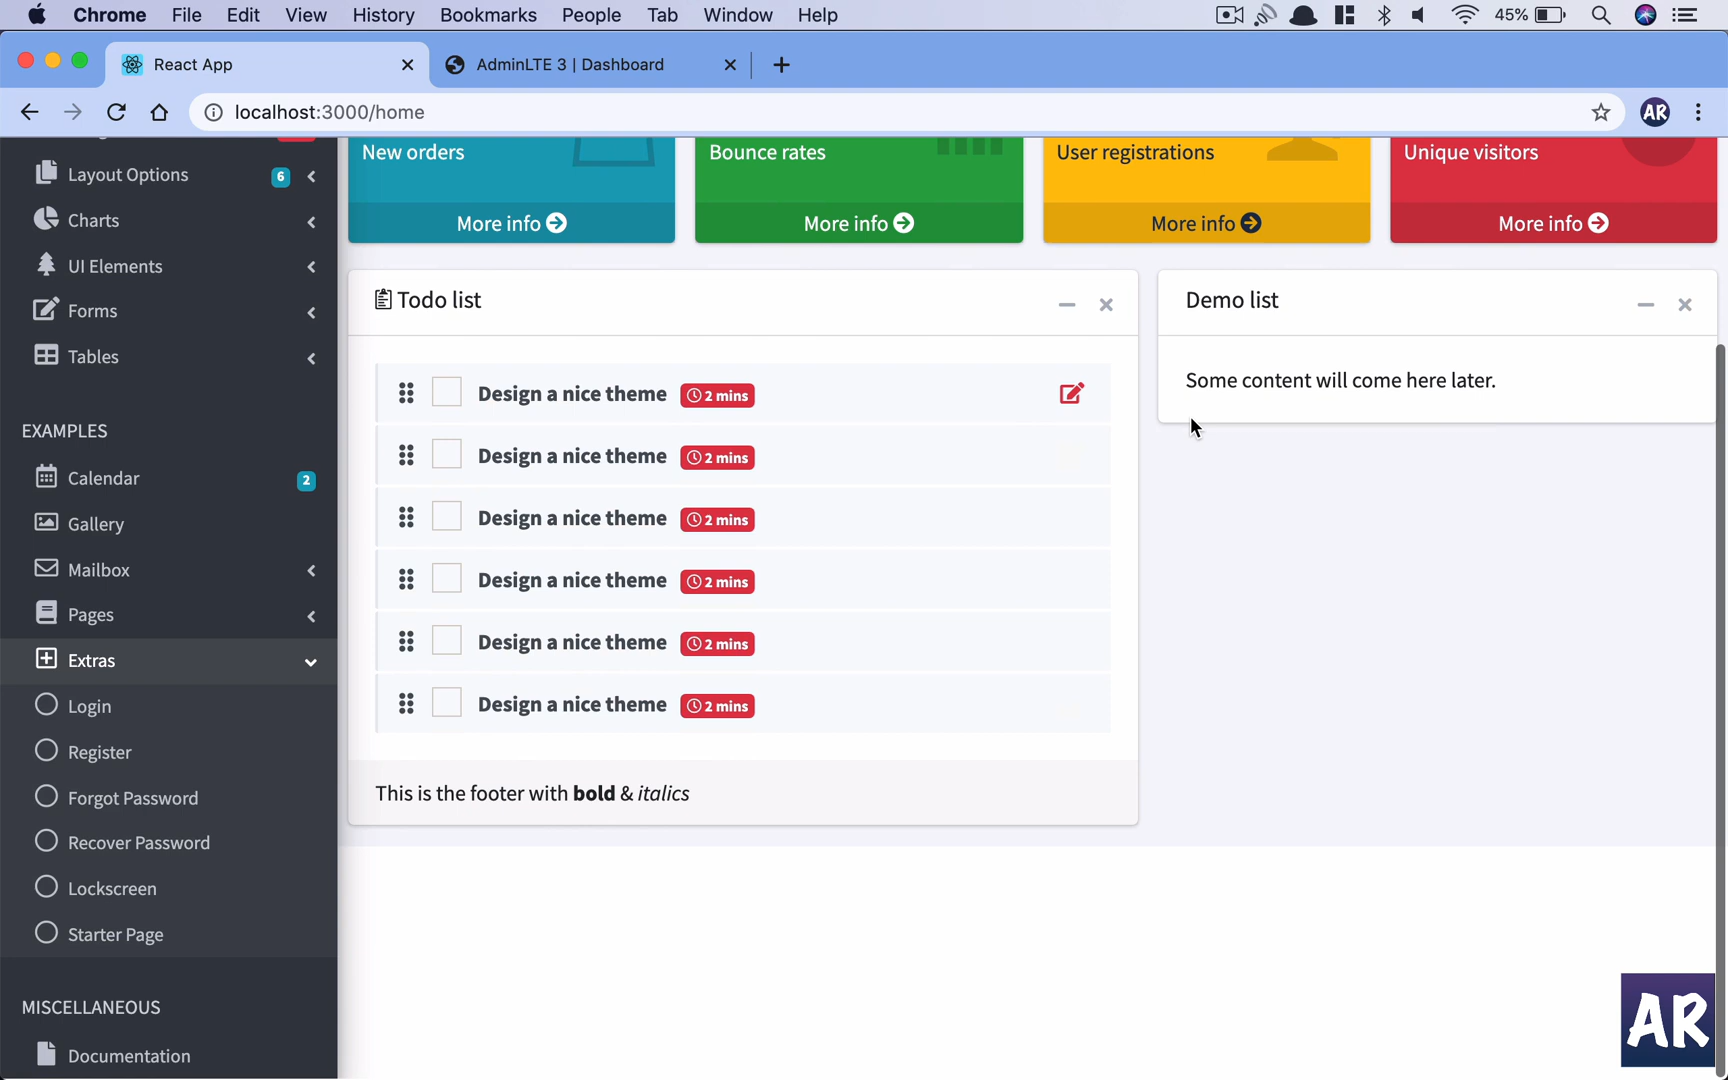 Chrome File Edit View History Bookmarks People Tab Window Help 45%
React App
AdminLTE 3 | Dashboard
localhost:3000/home
AR
Layout Options 6
Charts
UI Elements
Forms
Tables
EXAMPLES
Calendar 2
Gallery
Mailbox
Pages
Extras
Login
Register
Forgot Password
Recover Password
Lockscreen
Starter Page
MISCELLANEOUS
Documentation
New orders
More info
Bounce rates
More info
User registrations
More info
Unique visitors
More info
Todo list
Design a nice theme 2 mins
Design a nice theme 2 mins
Design a nice theme 2 mins
Design a nice theme 2 mins
Design a nice theme 2 mins
Design a nice theme 2 mins
This is the footer with bold & italics
Demo list
Some content will come here later.
AR